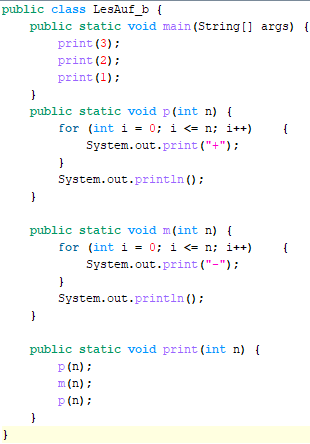 public class LesAuf_b {
    public static void main(String[] args) {
        print(3);
        print(2);
        print(1);
    }
    public static void p(int n) {
        for (int i = 0; i <= n; i++)    {
            System.out.print("+");
        }
        System.out.println();
    }

    public static void m(int n) {
        for (int i = 0; i <= n; i++)    {
            System.out.print("-");
        }
        System.out.println();
    }

    public static void print(int n) {
        p(n);
        m(n);
        p(n);
    }
}